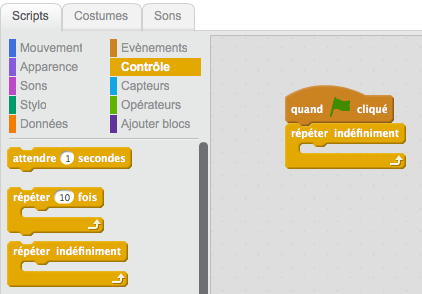 Scripts
Costumes
Sons
Mouvement
Evènements
Apparence
Contrôle
Sons
Capteurs
Stylo
Opérateurs
Données
Ajouter blocs
attendre 1 secondes
répéter 10 fois
répéter indéfiniment
quand cliqué
répéter indéfiniment